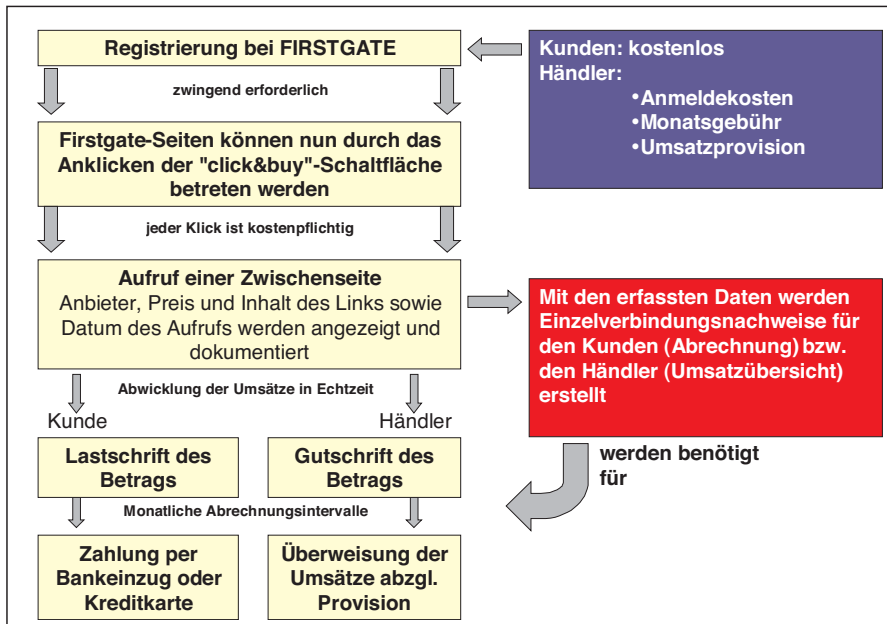 Registrierung bei FIRSTGATE
Kunden: kostenlos
Händler:
•Anmeldekosten
•Monatsgebühr
•Umsatzprovision
zwingend erforderlich
Firstgate-Seiten können nun durch das
Anklicken der "click&buy"-Schaltfläche
betreten werden
jeder Klick ist kostenpflichtig
Aufruf einer Zwischenseite
Anbieter, Preis und Inhalt des Links sowie
Datum des Aufrufs werden angezeigt und
dokumentiert
Mit den erfassten Daten werden
Einzelverbindungsnachweise für
den Kunden (Abrechnung) bzw.
den Händler (Umsatzübersicht)
erstellt
Abwicklung der Umsätze in Echtzeit
Kunde
Händler
Lastschrift des
Betrags
Gutschrift des
Betrags
werden benötigt
für
Monatliche Abrechnungsintervalle
Zahlung per
Bankeinzug oder
Kreditkarte
Überweisung der
Umsätze abzgl.
Provision